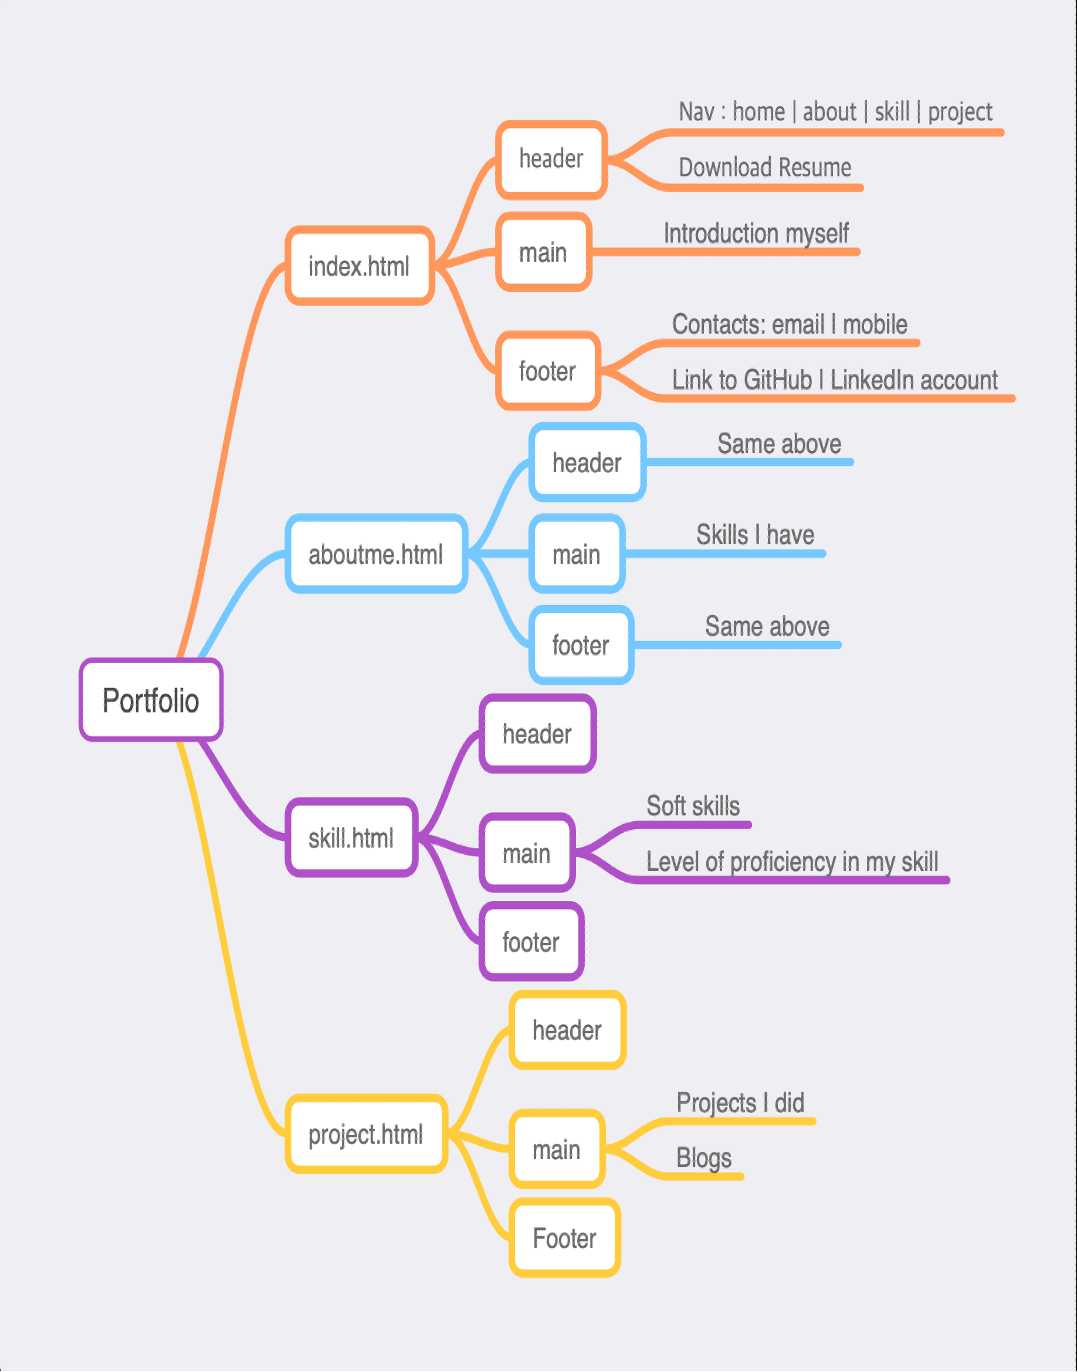 Portfolio
index.html
header
Nav : home | about | skill | project
Download Resume
main
Introduction myself
footer
Contacts: email | mobile
Link to GitHub | LinkedIn account
aboutme.html
header
Same above
main
Skills I have
footer
Same above
skill.html
header
main
Soft skills
Level of proficiency in my skill
footer
project.html
header
main
Projects I did
Blogs
Footer